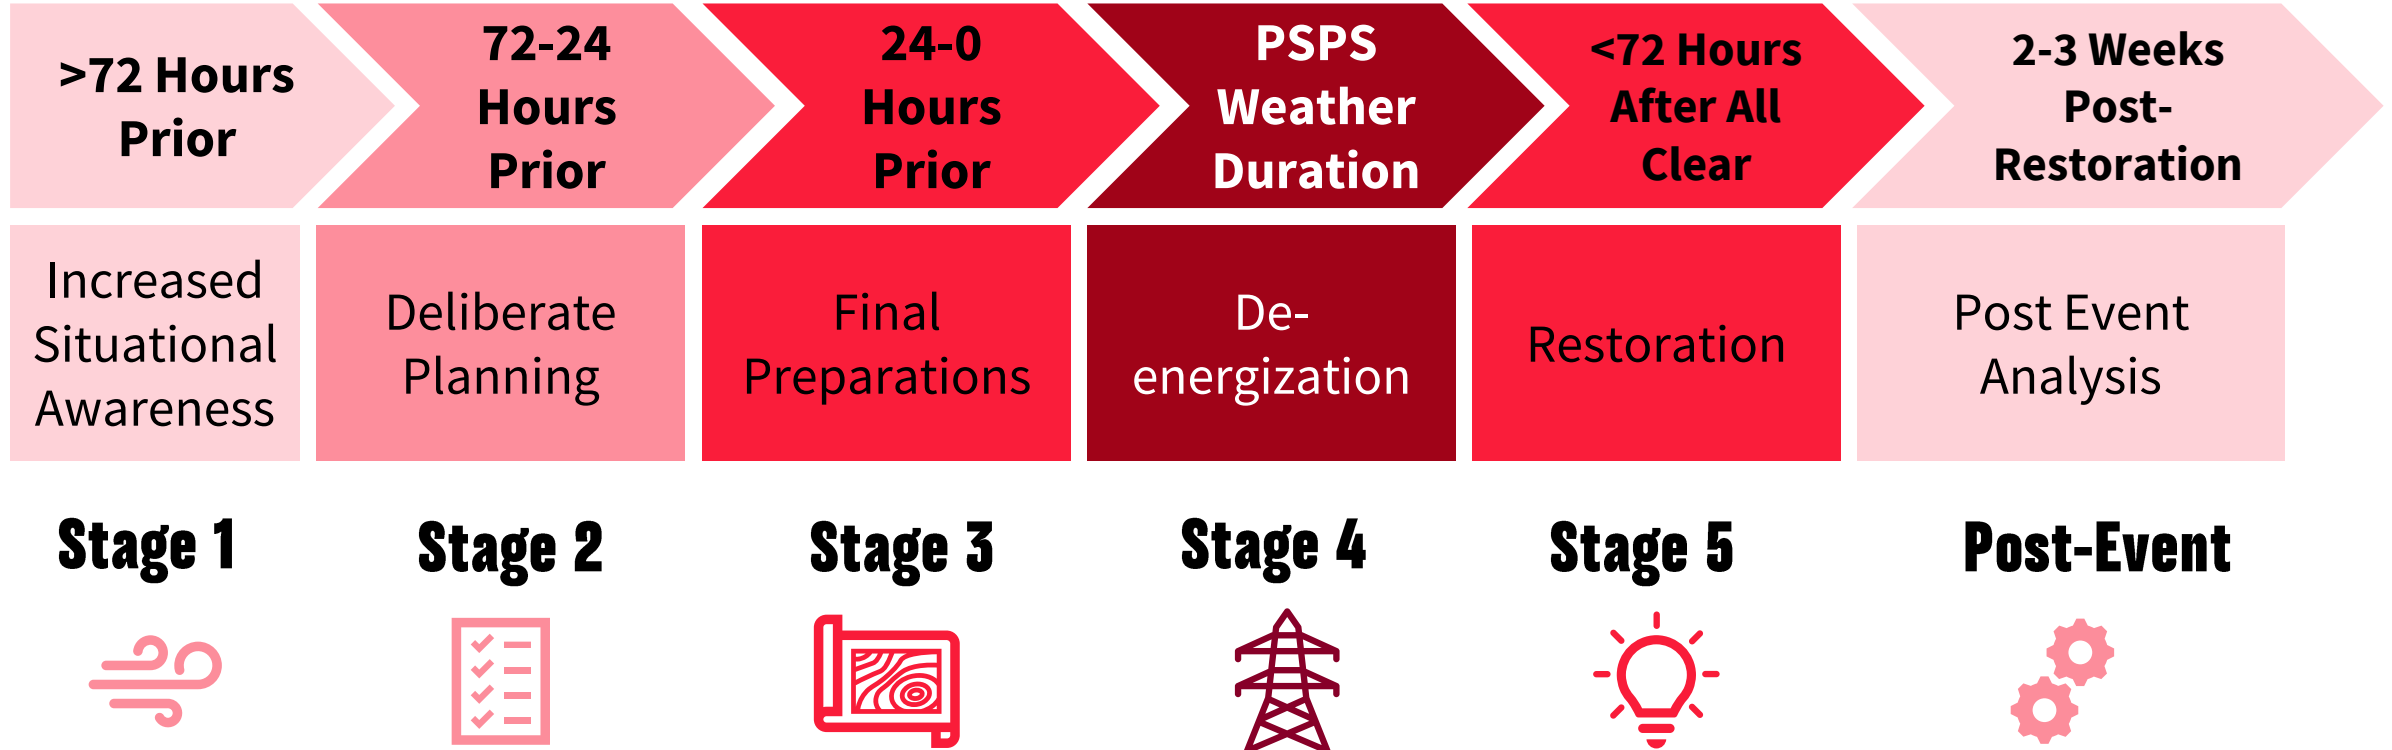 >72 Hours
Prior
72-24
Hours
Prior
24-0
Hours
Prior
PSPS
Weather
Duration
<72 Hours
After All
Clear
2-3 Weeks
Post-
Restoration
Increased
Situational
Awareness
Deliberate
Planning
Final
Preparations
De-
energization
Restoration
Post Event
Analysis
Stage 1
Stage 2
Stage 3
Stage 4
Stage 5
Post-Event